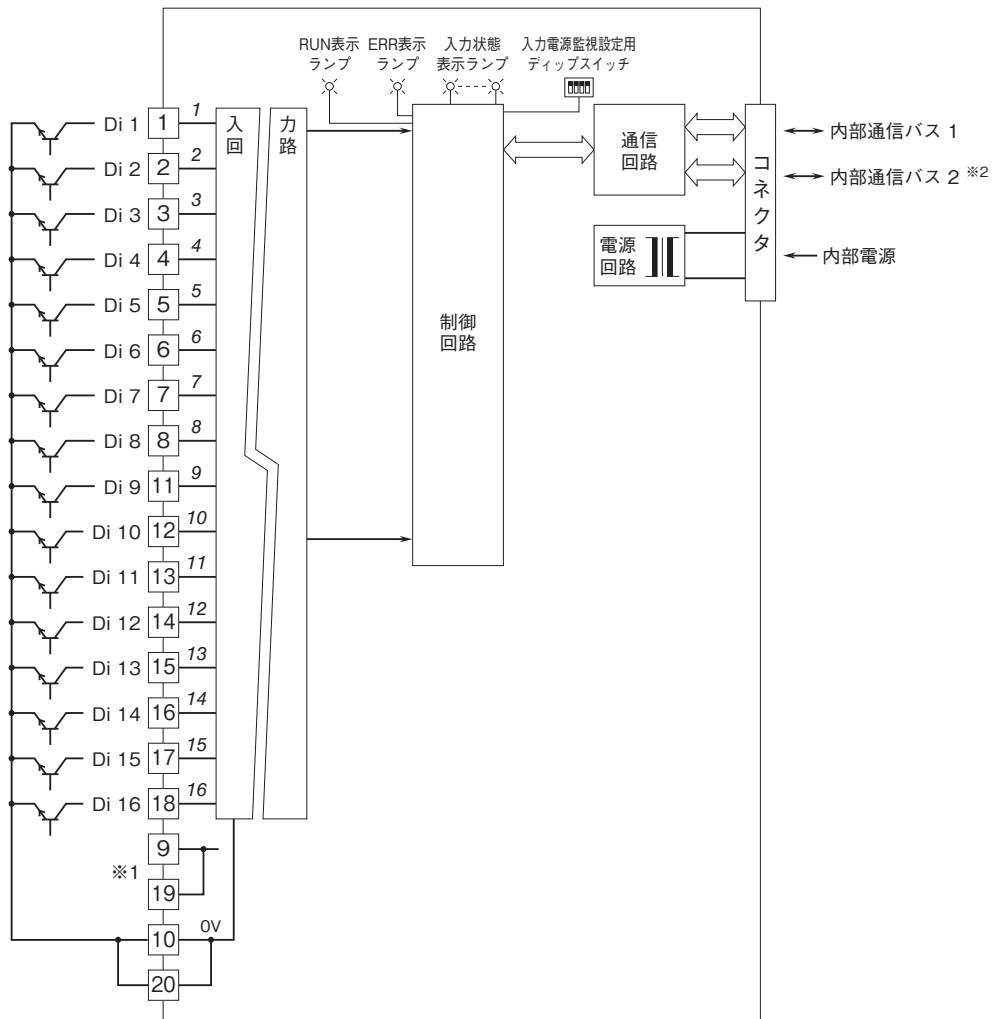 RUN表示
ランプ
ERR表示
ランプ
入力状態
表示ランプ
入力電源監視設定用
ディップスイッチ
Di 1 1 1
Di 2 2 2
Di 3 3 3
Di 4 4 4
Di 5 5 5
Di 6 6 6
Di 7 7 7
Di 8 8 8
Di 9 11 9
Di 10 12 10
Di 11 13 11
Di 12 14 12
Di 13 15 13
Di 14 16 14
Di 15 17 15
Di 16 18 16
※1
9
19
10 0V
20
入力
回路
制御
回路
通信
回路
電源
回路
コネクタ
内部通信バス 1
内部通信バス 2 ※2
内部電源